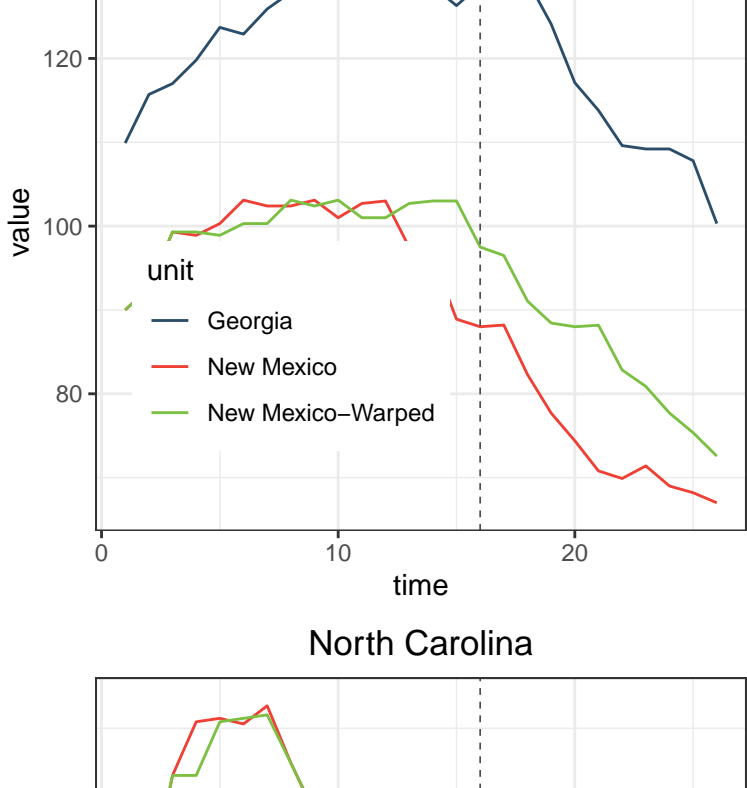 120
100
80
value
unit
Georgia
New Mexico
New Mexico−Warped
0 10 20
time
North Carolina